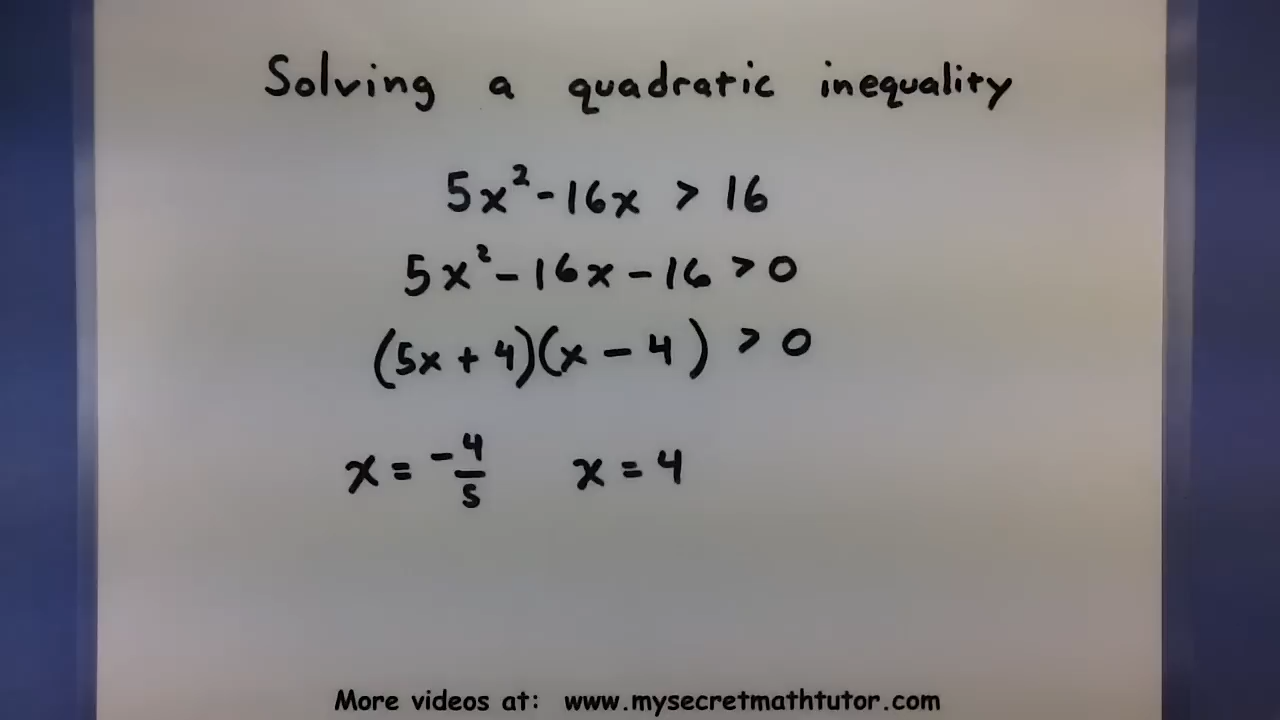 Solving a quadratic inequality
5x² - 16x > 16
5x² - 16x - 16 > 0
(5x + 4)(x - 4) > 0
x = -4/5    x = 4
More videos at: www.mysecretmathtutor.com